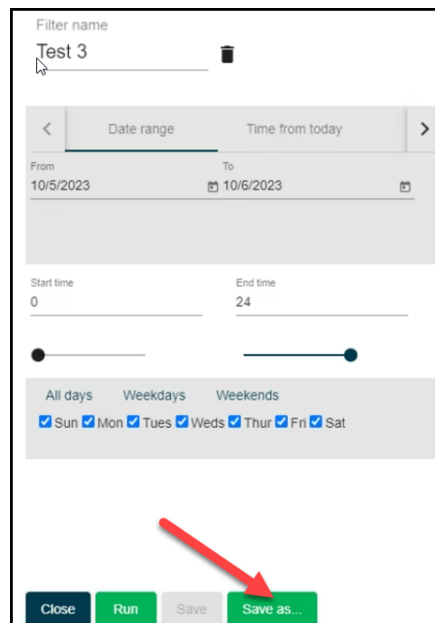 Filter name
Test 3
Date range Time from today
From To
10/5/2023 10/6/2023
Start time End time
0 24
All days Weekdays Weekends
Sun Mon Tues Weds Thur Fri Sat
Close Run Save Save as...